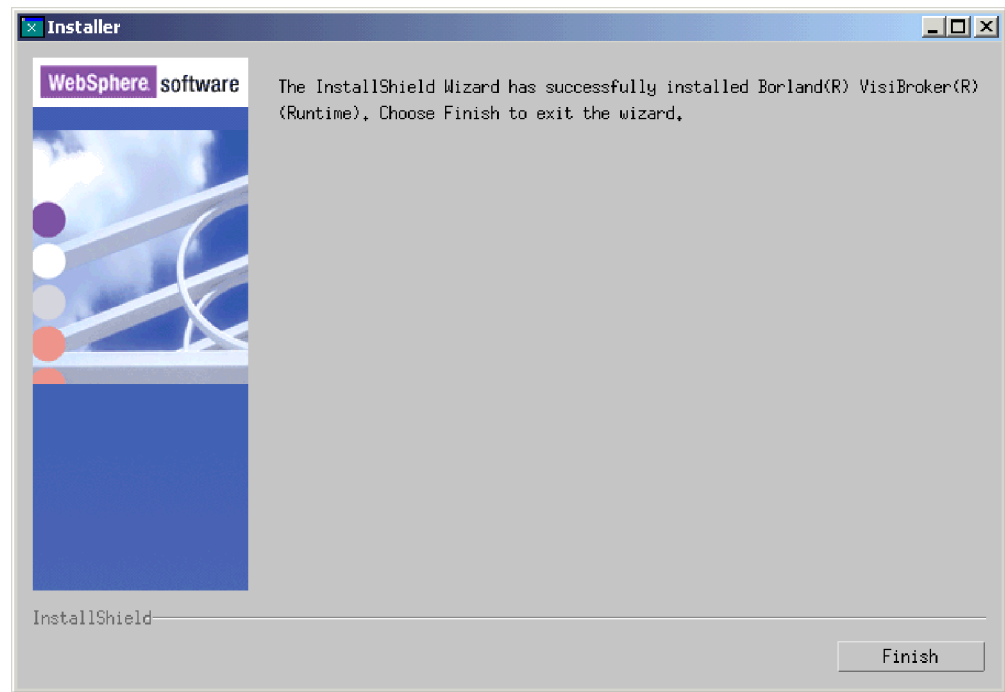 Installer
WebSphere software
The InstallShield Wizard has successfully installed Borland(R) VisiBroker(R)
(Runtime). Choose Finish to exit the wizard.
InstallShield
Finish